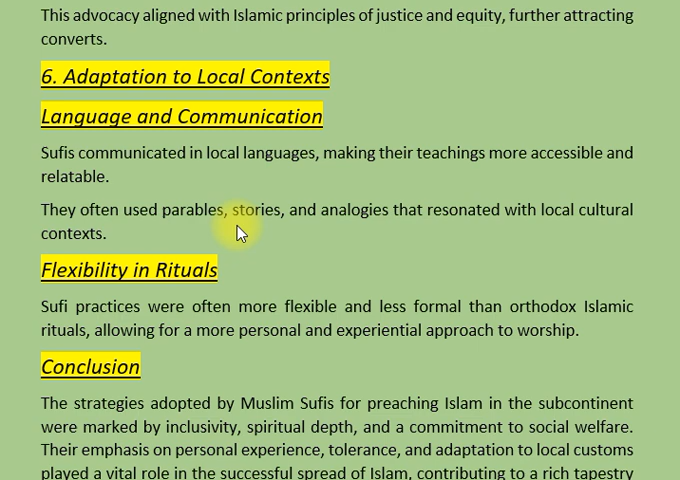 This advocacy aligned with Islamic principles of justice and equity, further attracting
converts.
6. Adaptation to Local Contexts
Language and Communication
Sufis communicated in local languages, making their teachings more accessible and
relatable.
They often used parables, stories, and analogies that resonated with local cultural
contexts.
Flexibility in Rituals
Sufi practices were often more flexible and less formal than orthodox Islamic
rituals, allowing for a more personal and experiential approach to worship.
Conclusion
The strategies adopted by Muslim Sufis for preaching Islam in the subcontinent
were marked by inclusivity, spiritual depth, and a commitment to social welfare.
Their emphasis on personal experience, tolerance, and adaptation to local customs
played a vital role in the successful spread of Islam, contributing to a rich tapestry